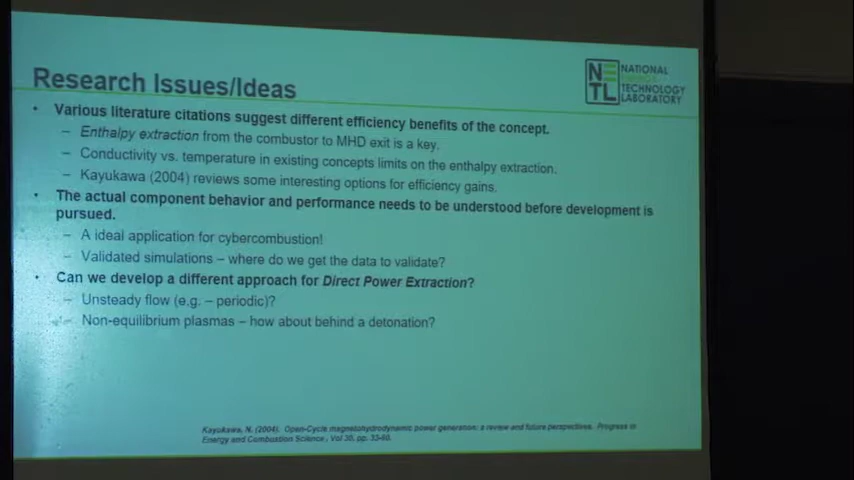 Research Issues/Ideas
NETL
NATIONAL
ENERGY
TECHNOLOGY
LABORATORY
• Various literature citations suggest different efficiency benefits of the concept.
– Enthalpy extraction from the combustor to MHD exit is a key.
– Conductivity vs. temperature in existing concepts limits on the enthalpy extraction.
– Kayukawa (2004) reviews some interesting options for efficiency gains.
• The actual component behavior and performance needs to be understood before development is
pursued.
– A ideal application for cybercombustion!
– Validated simulations – where do we get the data to validate?
• Can we develop a different approach for Direct Power Extraction?
– Unsteady flow (e.g. – periodic)?
– Non-equilibrium plasmas – how about behind a detonation?
Kayukawa, N. (2004). Open-Cycle magnetohydrodynamic power generation: a review and future perspectives. Progress in
Energy and Combustion Science, Vol 30, pp. 33-60.